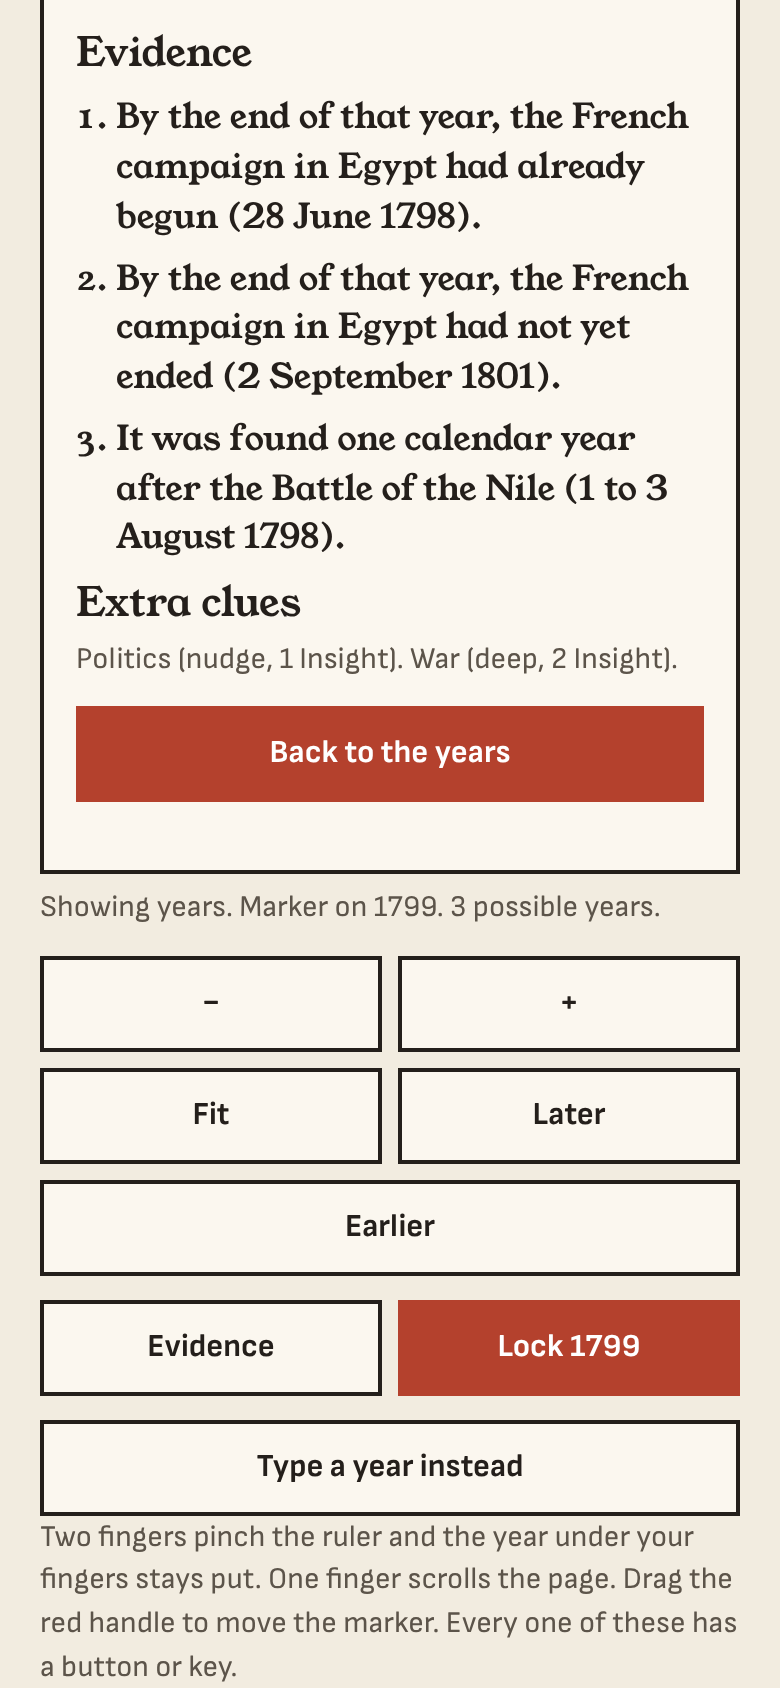 Evidence
1. By the end of that year, the French
campaign in Egypt had already
begun (28 June 1798).
2. By the end of that year, the French
campaign in Egypt had not yet
ended (2 September 1801).
3. It was found one calendar year
after the Battle of the Nile (1 to 3
August 1798).
Extra clues
Politics (nudge, 1 Insight). War (deep, 2 Insight).
Back to the years
Showing years. Marker on 1799. 3 possible years.
–
+
Fit
Later
Earlier
Evidence
Lock 1799
Type a year instead
Two fingers pinch the ruler and the year under your
fingers stays put. One finger scrolls the page. Drag the
red handle to move the marker. Every one of these has
a button or key.